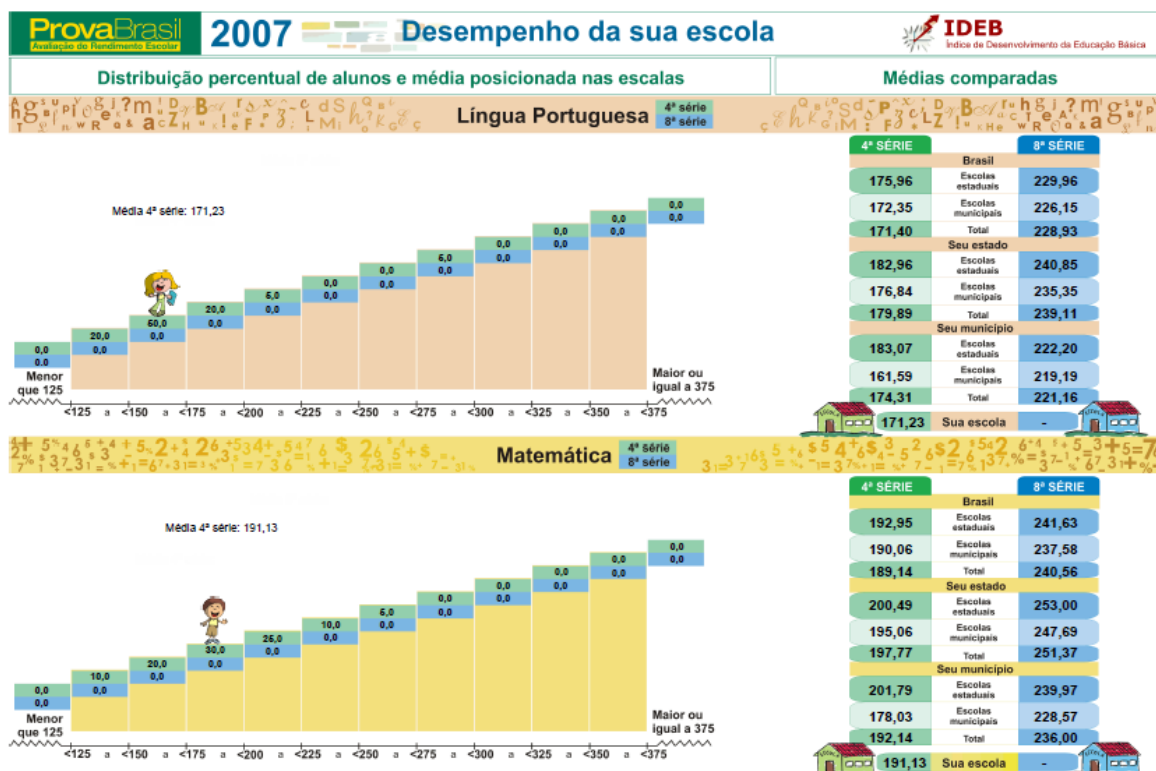 ProvaBrasil
Avaliação do Rendimento Escolar
2007
Desempenho da sua escola
IDEB
Índice de Desenvolvimento da Educação Básica
Distribuição percentual de alunos e média posicionada nas escalas
Médias comparadas
Língua Portuguesa
4ª série
8ª série
Média 4ª série: 171,23
0,0
0.0
20,0
0,0
50,0
0,0
20,0
0,0
5,0
0,0
0,0
0,0
0,0
0,0
5,0
0,0
0,0
0,0
0,0
0,0
0,0
0,0
0,0
0,0
Menor que 125
Maior ou igual a 375
<125 a <150 a <175 a <200 a <225 a <250 a <275 a <300 a <325 a <350 a <375
4ª SÉRIE 8ª SÉRIE
Brasil
175,96 Escolas estaduais 229,96
172,35 Escolas municipais 226,15
171,40 Total 228,93
Seu estado
182,96 Escolas estaduais 240,85
176,84 Escolas municipais 235,35
179,89 Total 239,11
Seu município
183,07 Escolas estaduais 222,20
161,59 Escolas municipais 219,19
174,31 Total 221,16
171,23 Sua escola -
Matemática
4ª série
8ª série
Média 4ª série: 191,13
0,0
0,0
10,0
0,0
20,0
0,0
30,0
0,0
25,0
0,0
10,0
0,0
5,0
0,0
0,0
0,0
0,0
0,0
0,0
0,0
0,0
0,0
0,0
0,0
Menor que 125
Maior ou igual a 375
<125 a <150 a <175 a <200 a <225 a <250 a <275 a <300 a <325 a <350 a <375
4ª SÉRIE 8ª SÉRIE
Brasil
192,95 Escolas estaduais 241,63
190,06 Escolas municipais 237,58
189,14 Total 240,56
Seu estado
200,49 Escolas estaduais 253,00
195,06 Escolas municipais 247,69
197,77 Total 251,37
Seu município
201,79 Escolas estaduais 239,97
178,03 Escolas municipais 228,57
192,14 Total 236,00
191,13 Sua escola -